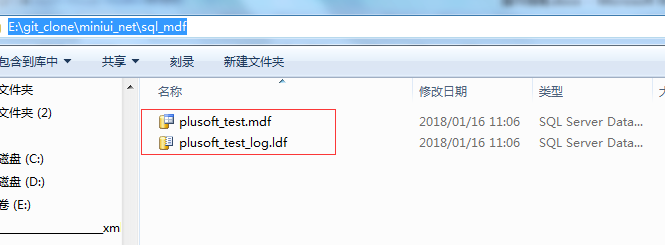 E:\git_clone\miniui_net\sql_mdf
包含到库中 共享 刻录 新建文件夹
文件夹
文件夹 (2)
磁盘 (C:)
磁盘 (D:)
卷 (E:)
xm
名称 修改日期 类型
plusoft_test.mdf 2018/01/16 11:06 SQL Server Data...
plusoft_test_log.ldf 2018/01/16 11:06 SQL Server Data...